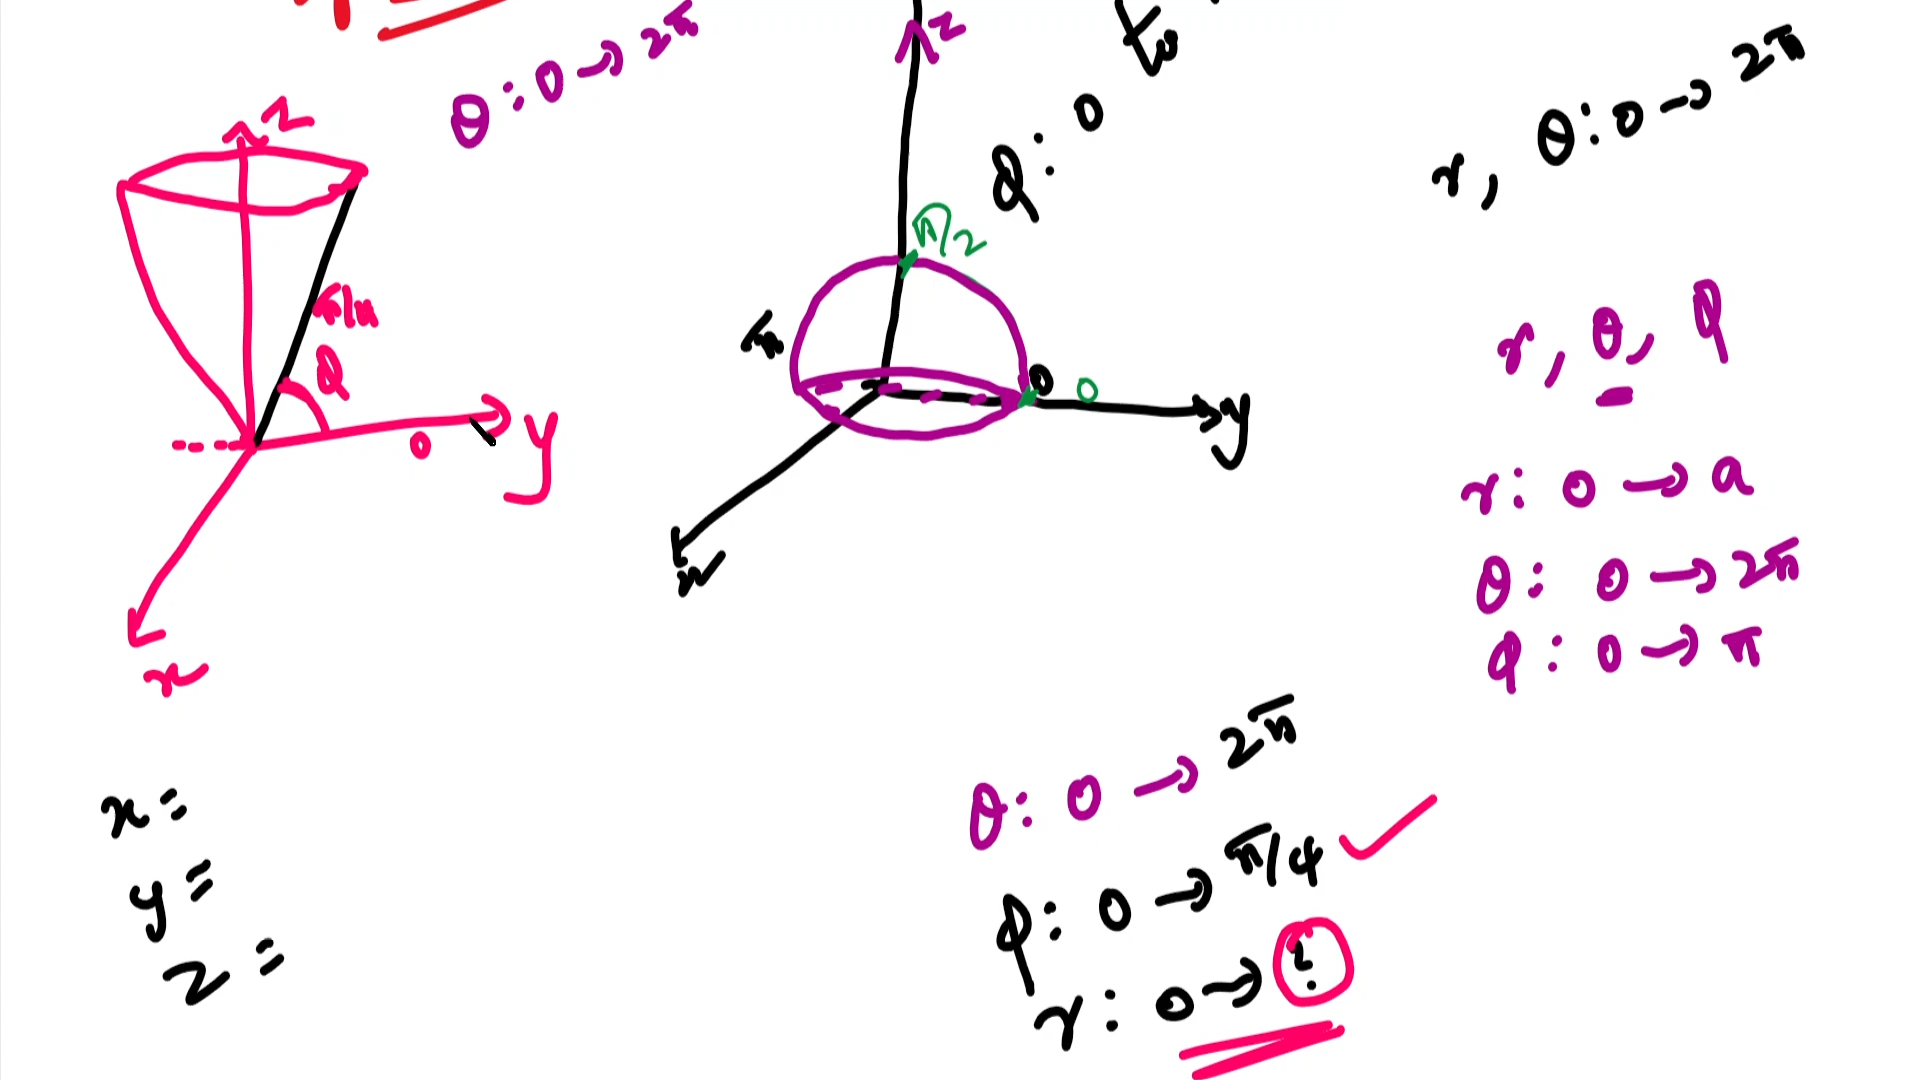 z
θ : 0 → 2π
φ
0
y
x
z
φ : 0 to
π/2
π
0 0
y
x
r, θ : 0 → 2π
r, θ, φ
r : 0 → a
θ : 0 → 2π
φ : 0 → π
x =
y =
z =
θ : 0 → 2π
φ : 0 → π/4
r : 0 → ?